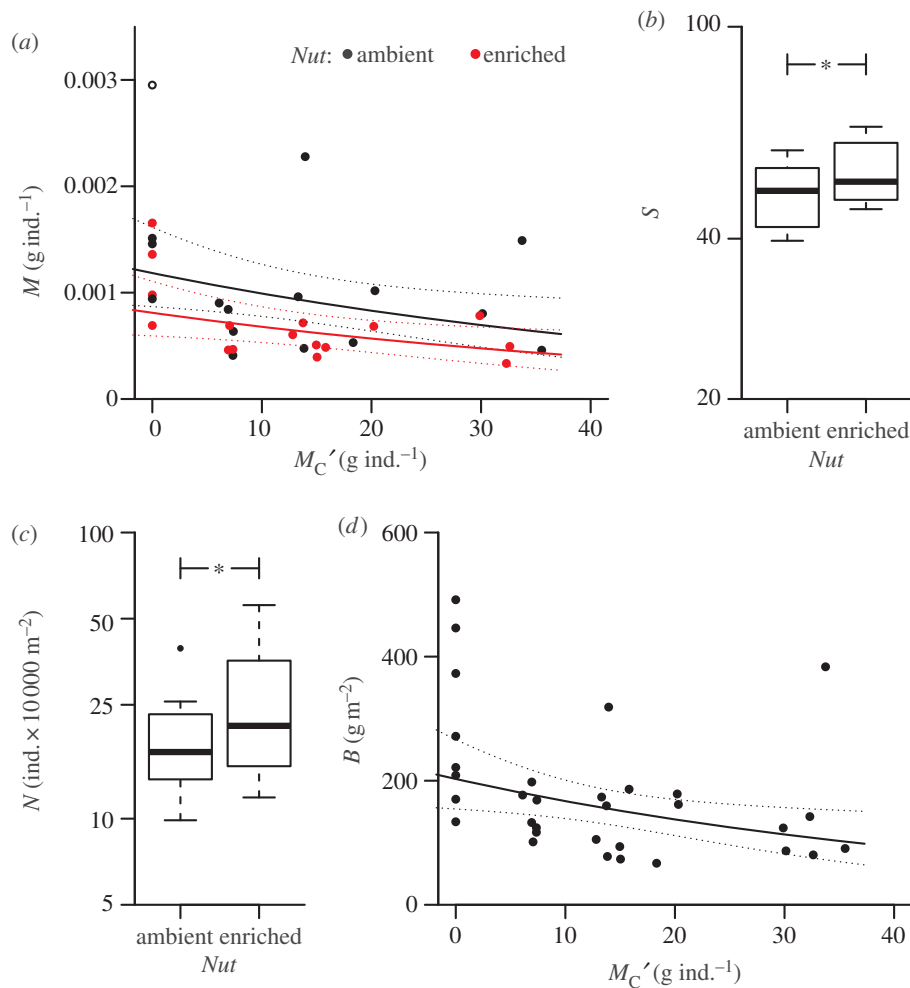 (a)
Nut: ambient enriched
0.003
0.002
0.001
0
M (g ind.⁻¹)
0 10 20 30 40
M_C′ (g ind.⁻¹)
(b)
100
40
20
S
*
ambient enriched
Nut
(c)
100
50
25
10
5
N (ind. × 10 000 m⁻²)
*
ambient enriched
Nut
(d)
600
400
200
0
B (g m⁻²)
0 10 20 30 40
M_C′ (g ind.⁻¹)